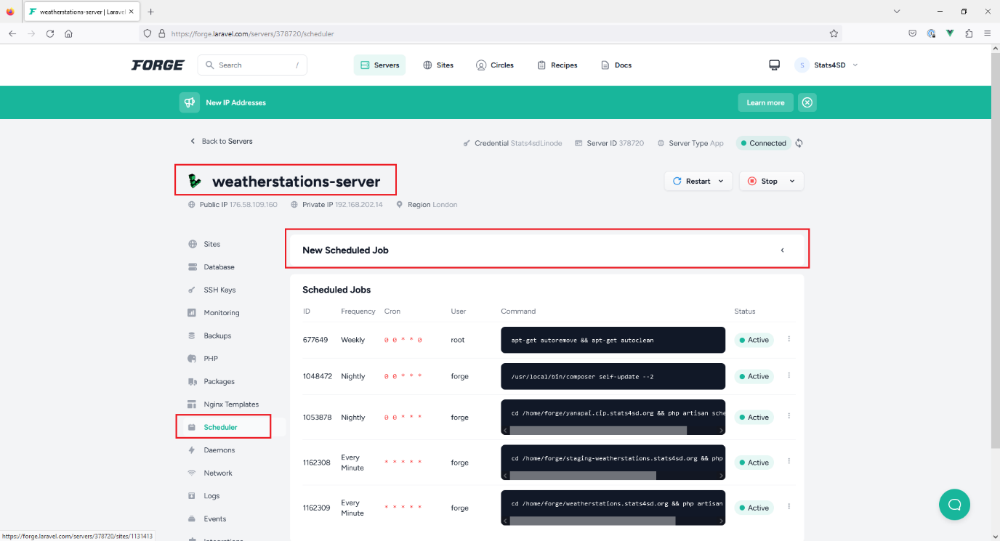 weatherstations-server | Laravel
https://forge.laravel.com/servers/378720/scheduler
FORGE
Search /
Servers
Sites
Circles
Recipes
Docs
S
Stats4SD
New IP Addresses
Learn more
Back to Servers
Credential Stats4sdLinode
Server ID 378720
Server Type App
Connected
weatherstations-server
Restart
Stop
Public IP 176.58.109.160
Private IP 192.168.202.14
Region London
Sites
Database
SSH Keys
Monitoring
Backups
PHP
Packages
Nginx Templates
Scheduler
Daemons
Network
Logs
Events
Integrations
New Scheduled Job
Scheduled Jobs
ID Frequency Cron User Command Status
677649 Weekly 0 0 * * 0 root apt-get autoremove && apt-get autoclean Active
1048472 Nightly 0 0 * * * forge /usr/local/bin/composer self-update --2 Active
1053878 Nightly 0 0 * * * forge cd /home/forge/yanapai.cip.stats4sd.org && php artisan sche Active
1162308 Every Minute * * * * * forge cd /home/forge/staging-weatherstations.stats4sd.org && php Active
1162309 Every Minute * * * * * forge cd /home/forge/weatherstations.stats4sd.org && php artisan Active
https://forge.laravel.com/servers/378720/sites/1131413